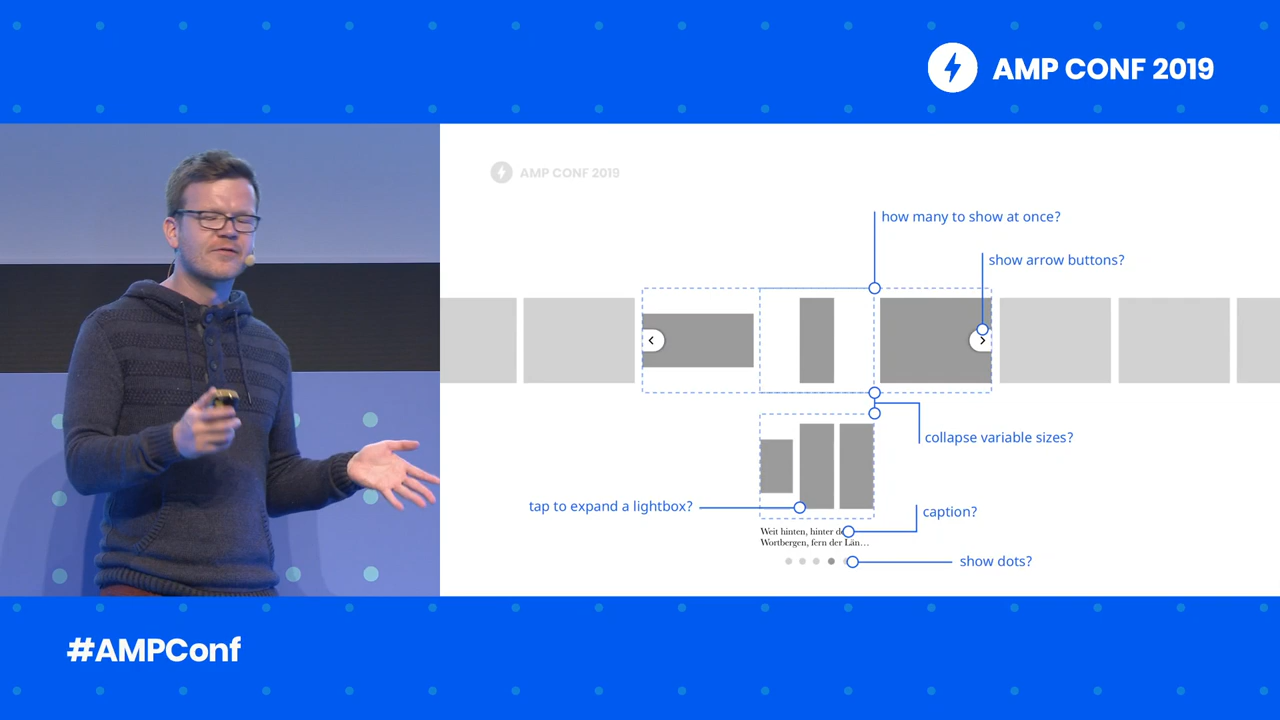 AMP CONF 2019
AMP CONF 2019
how many to show at once?
show arrow buttons?
collapse variable sizes?
tap to expand a lightbox?
caption?
Weit hinten, hinter de
Wortbergen, fern der Län…
show dots?
#AMPConf